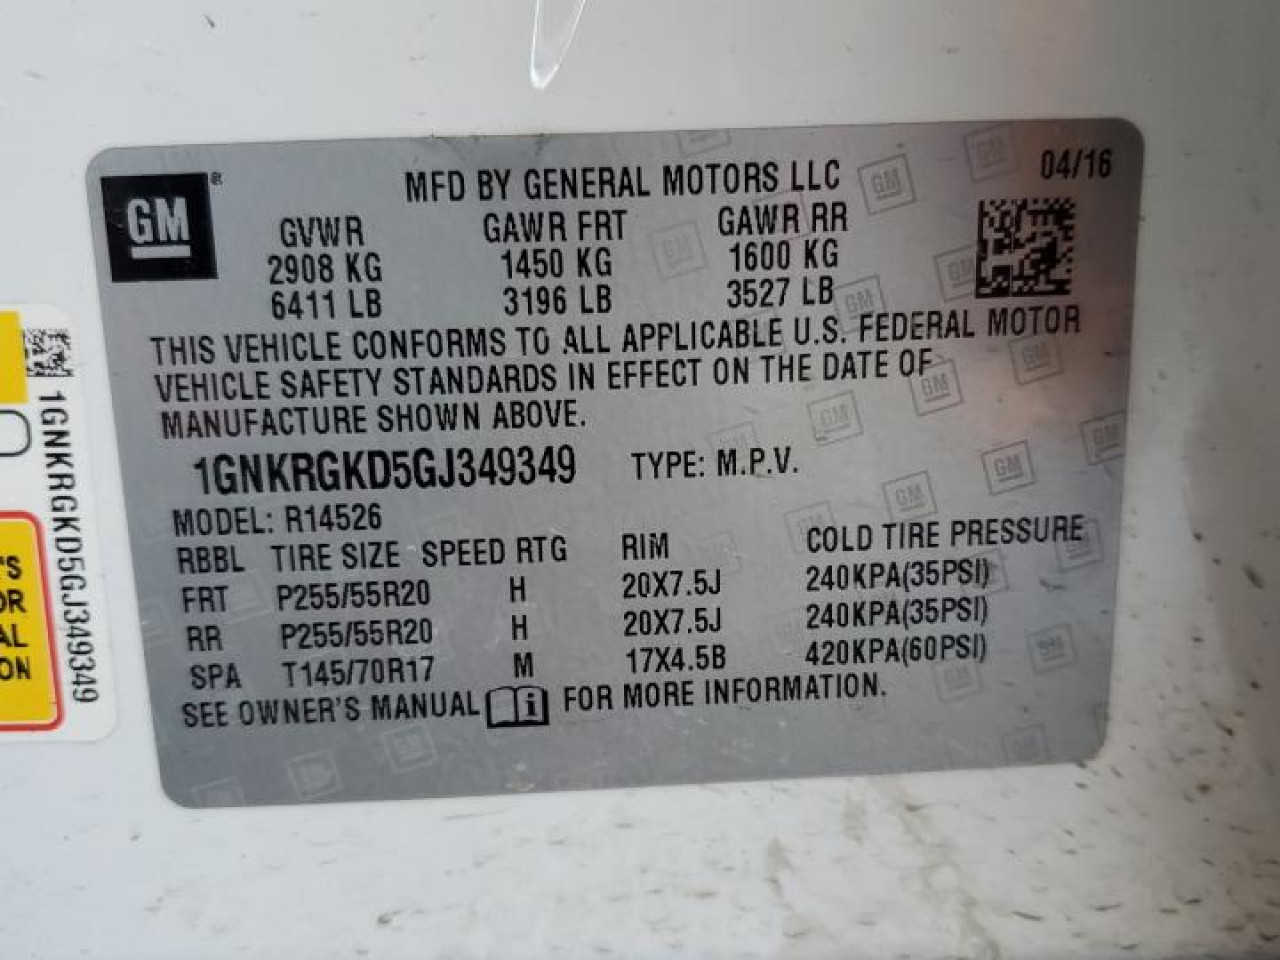 GM
MFD BY GENERAL MOTORS LLC 04/16
GVWR GAWR FRT GAWR RR
2908 KG 1450 KG 1600 KG
6411 LB 3196 LB 3527 LB
THIS VEHICLE CONFORMS TO ALL APPLICABLE U.S. FEDERAL MOTOR
VEHICLE SAFETY STANDARDS IN EFFECT ON THE DATE OF
MANUFACTURE SHOWN ABOVE.
1GNKRGKD5GJ349349 TYPE: M.P.V.
MODEL: R14526
RBBL TIRE SIZE SPEED RTG RIM COLD TIRE PRESSURE
FRT P255/55R20 H 20X7.5J 240KPA(35PSI)
RR P255/55R20 H 20X7.5J 240KPA(35PSI)
SPA T145/70R17 M 17X4.5B 420KPA(60PSI)
SEE OWNER'S MANUAL i FOR MORE INFORMATION.
1GNKRGKD5GJ349349
'S
OR
AL
ON